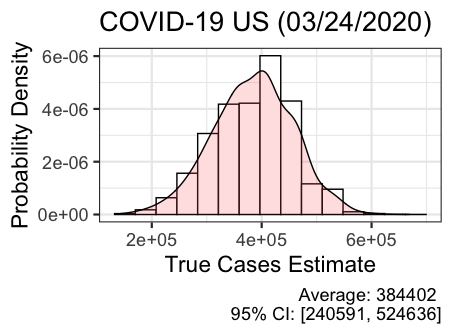 COVID-19 US (03/24/2020)
Probability Density
6e-06
4e-06
2e-06
0e+00
2e+05 4e+05 6e+05
True Cases Estimate
Average: 384402
95% CI: [240591, 524636]